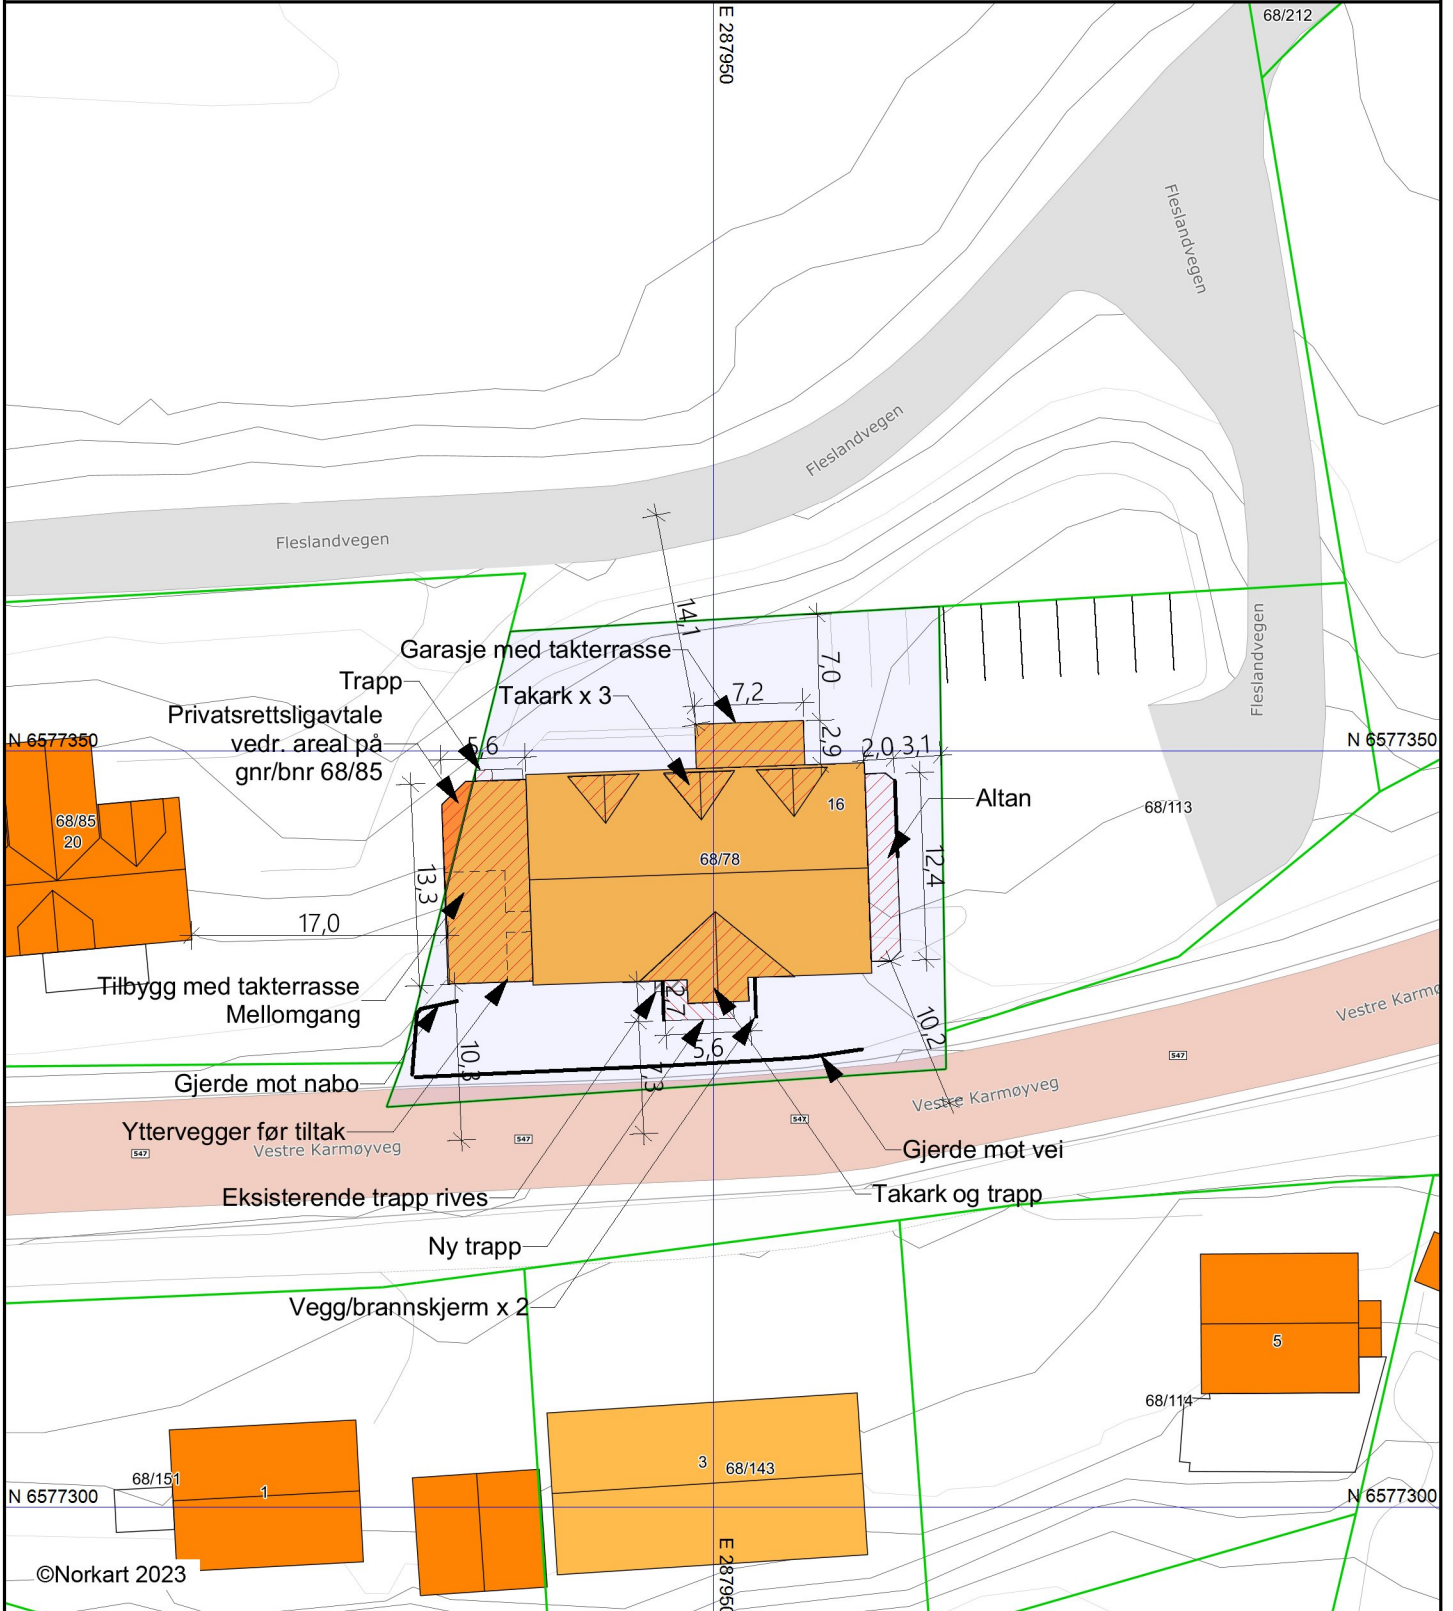 68/212
E 287950
Fleslandvegen
Fleslandvegen
Fleslandvegen
Fleslandvegen
14,1
Garasje med takterrasse
7,0
Trapp
Takark x 3
7,2
Privatsrettsligavtale
vedr. areal på
gnr/bnr 68/85
N 6577350
5,6
2,9
2,0
3,1
N 6577350
16
Altan
68/113
68/85
20
68/78
13,3
12,4
17,0
Tilbygg med takterrasse
Mellomgang
2,7
10,2
Vestre Karmø
5,6
10,3
7,3
547
Gjerde mot nabo
Vestre Karmøyveg
547
Yttervegger før tiltak
547
547
Vestre Karmøyveg
Gjerde mot vei
Eksisterende trapp rives
Takark og trapp
Ny trapp
Vegg/brannskjerm x 2
5
68/114
68/151
1
3
68/143
N 6577300
N 6577300
E 287950
©Norkart 2023